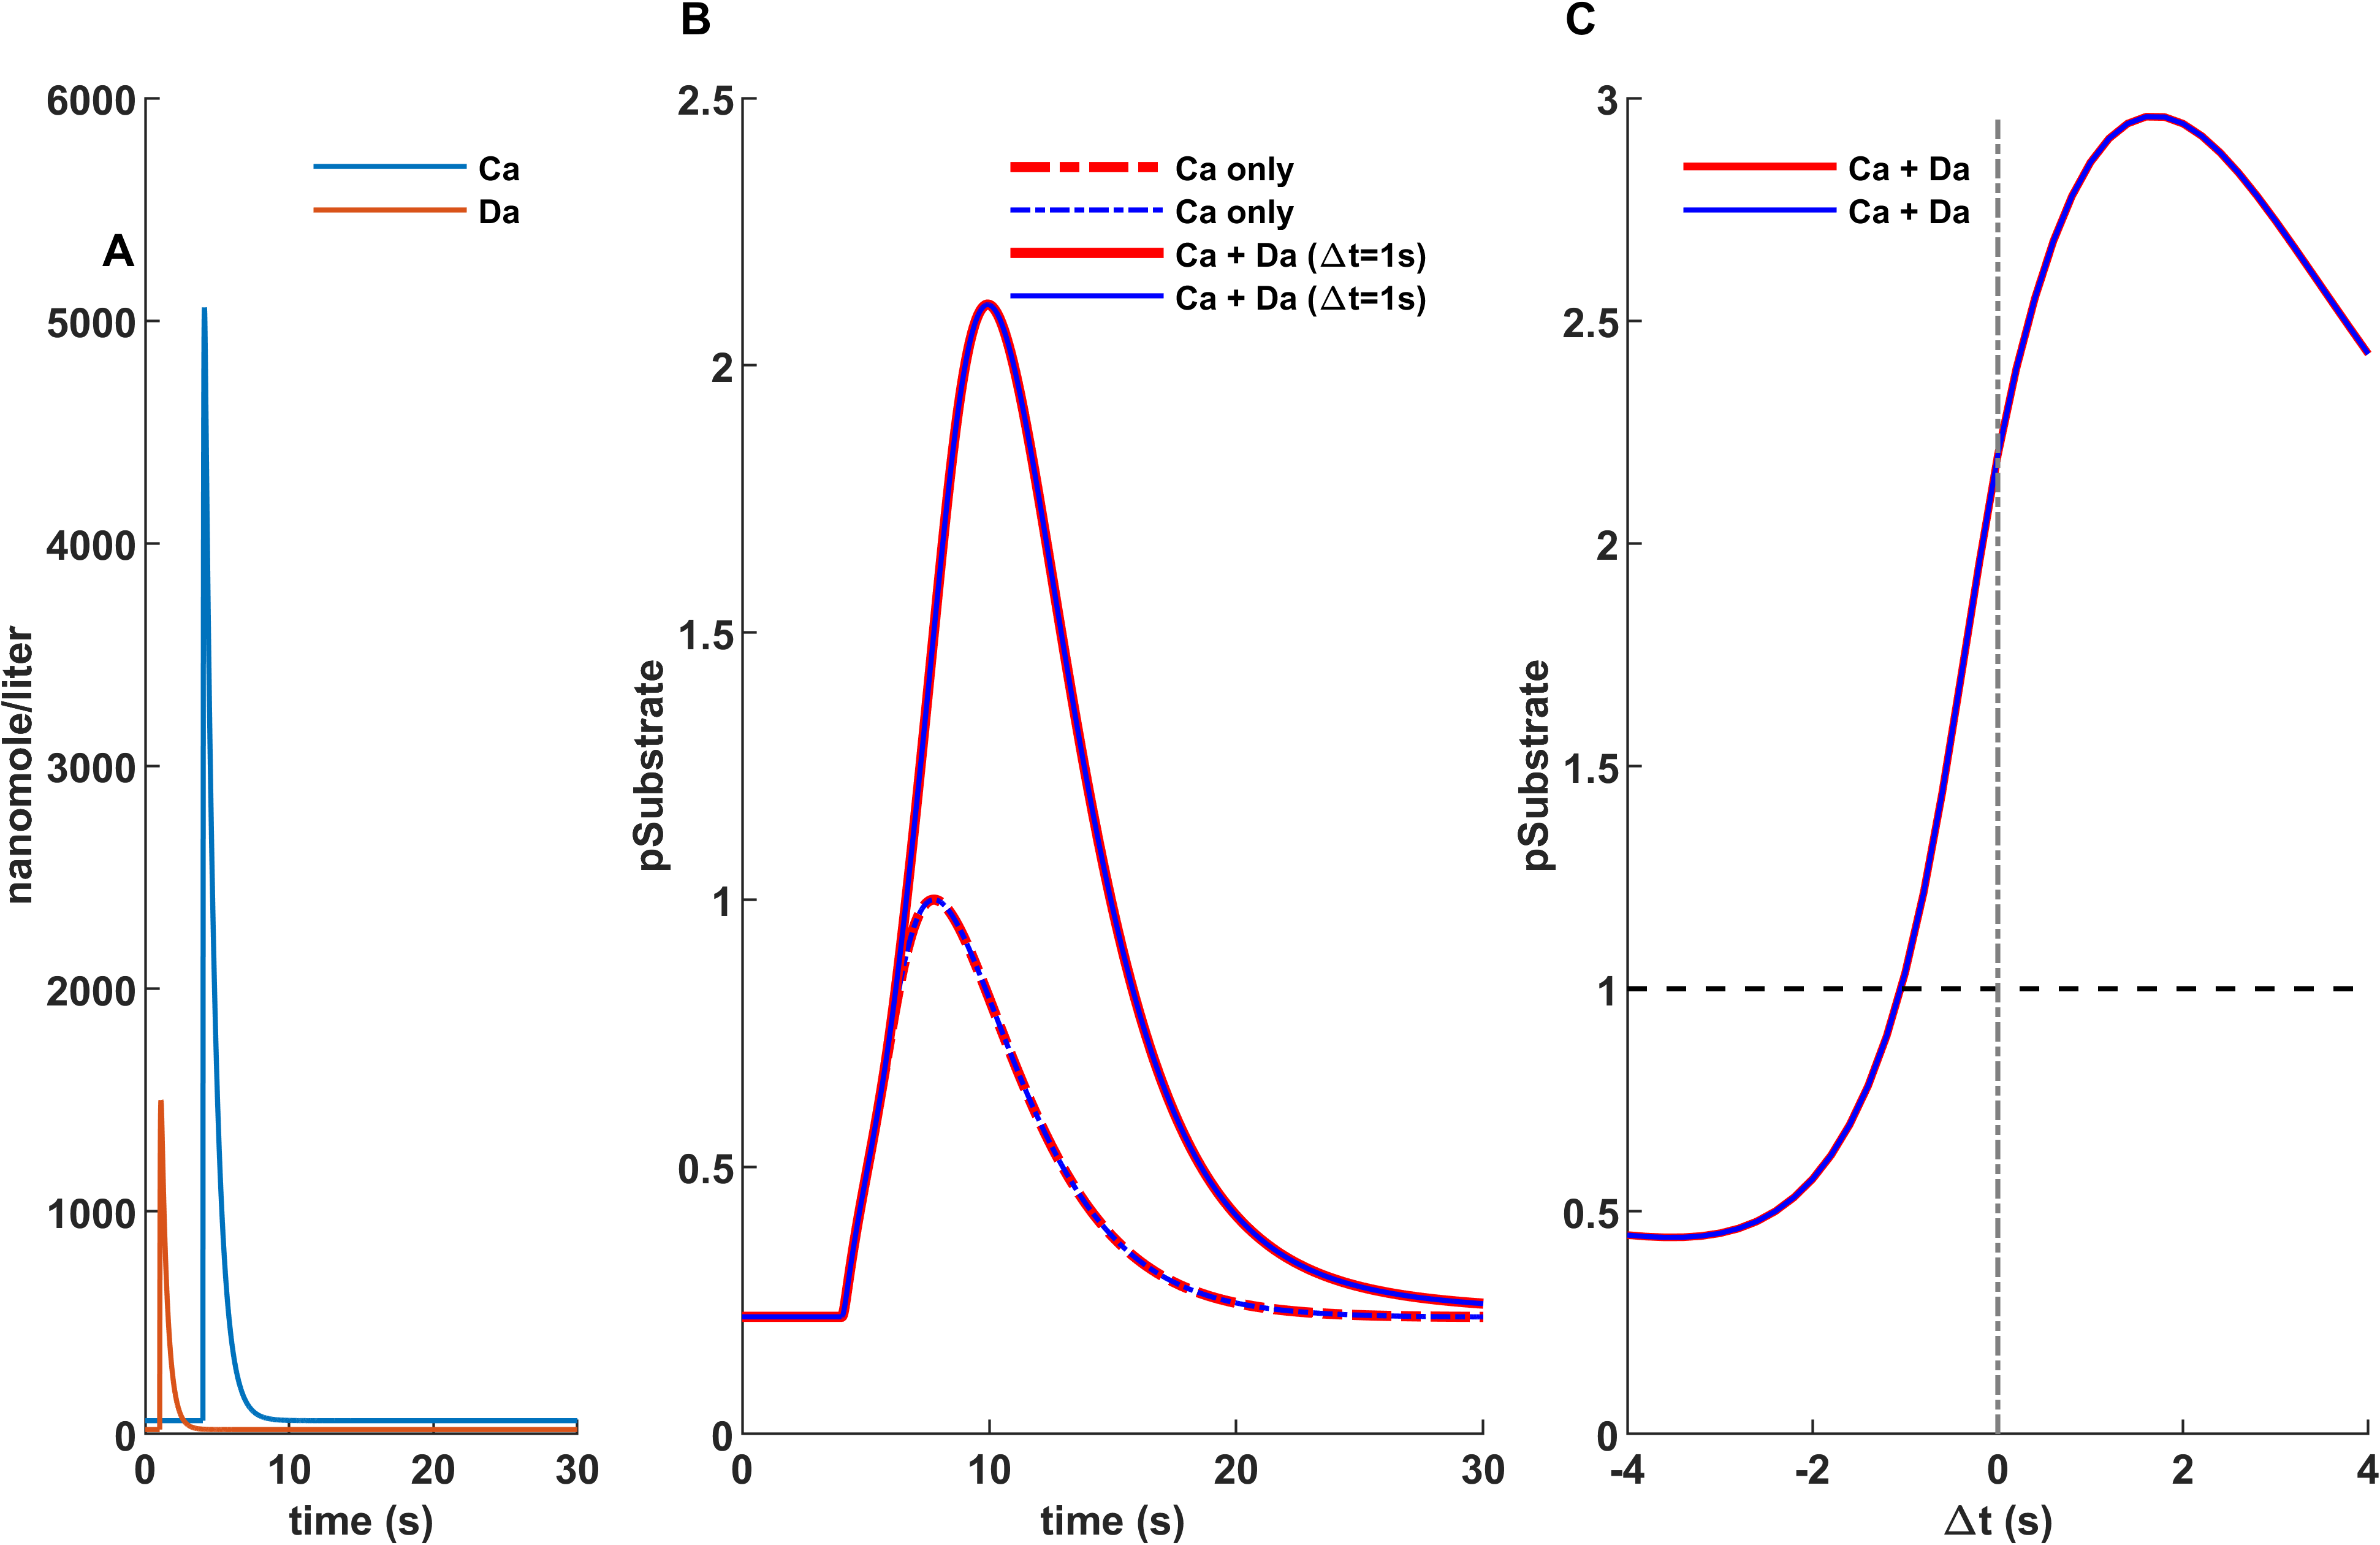 A
6000
5000
4000
3000
2000
1000
0
0 10 20 30
nanomole/liter
time (s)
Ca
Da
B
2.5
2
1.5
1
0.5
0
0 10 20 30
pSubstrate
time (s)
Ca only
Ca only
Ca + Da (Δt=1s)
Ca + Da (Δt=1s)
C
3
2.5
2
1.5
1
0.5
0
-4 -2 0 2 4
pSubstrate
Δt (s)
Ca + Da
Ca + Da